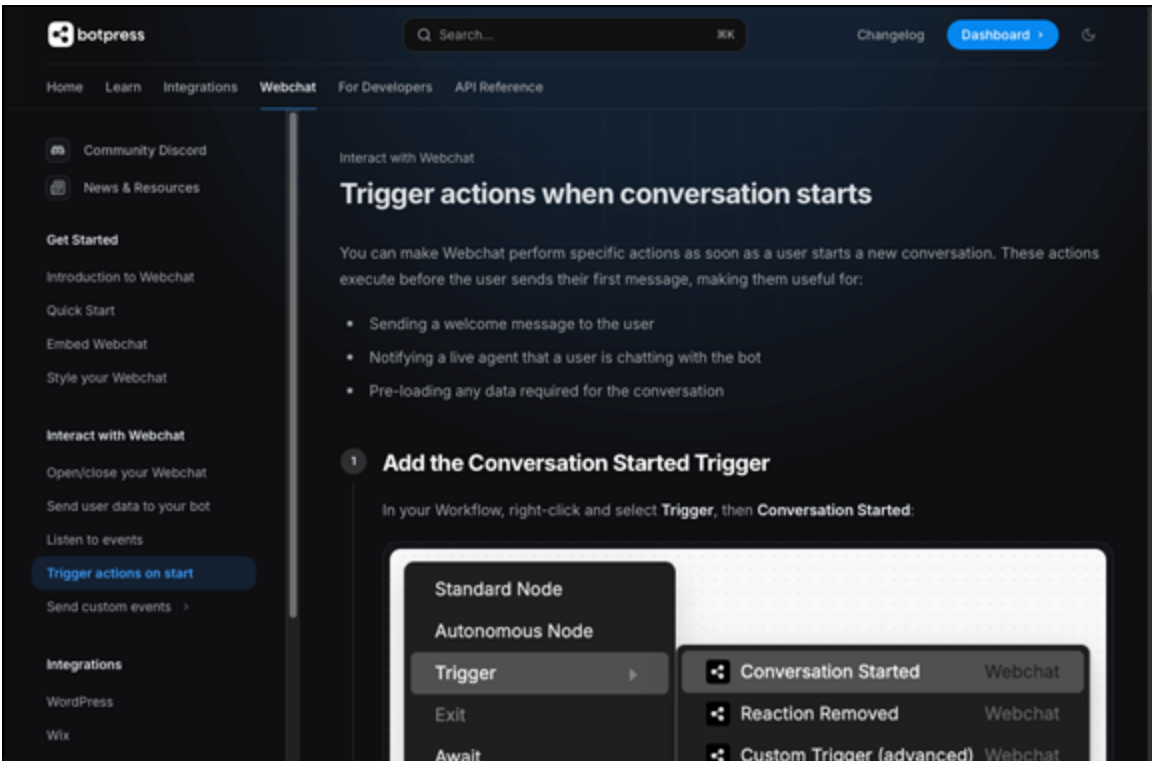 botpress
Search...
⌘K
Changelog
Dashboard ›
Home
Learn
Integrations
Webchat
For Developers
API Reference
Community Discord
News & Resources
Get Started
Introduction to Webchat
Quick Start
Embed Webchat
Style your Webchat
Interact with Webchat
Open/close your Webchat
Send user data to your bot
Listen to events
Trigger actions on start
Send custom events ›
Integrations
WordPress
Wix
Interact with Webchat
Trigger actions when conversation starts
You can make Webchat perform specific actions as soon as a user starts a new conversation. These actions
execute before the user sends their first message, making them useful for:
• Sending a welcome message to the user
• Notifying a live agent that a user is chatting with the bot
• Pre-loading any data required for the conversation
1 Add the Conversation Started Trigger
In your Workflow, right-click and select Trigger, then Conversation Started:
Standard Node
Autonomous Node
Trigger
Exit
Await
Conversation Started Webchat
Reaction Removed Webchat
Custom Trigger (advanced) Webchat